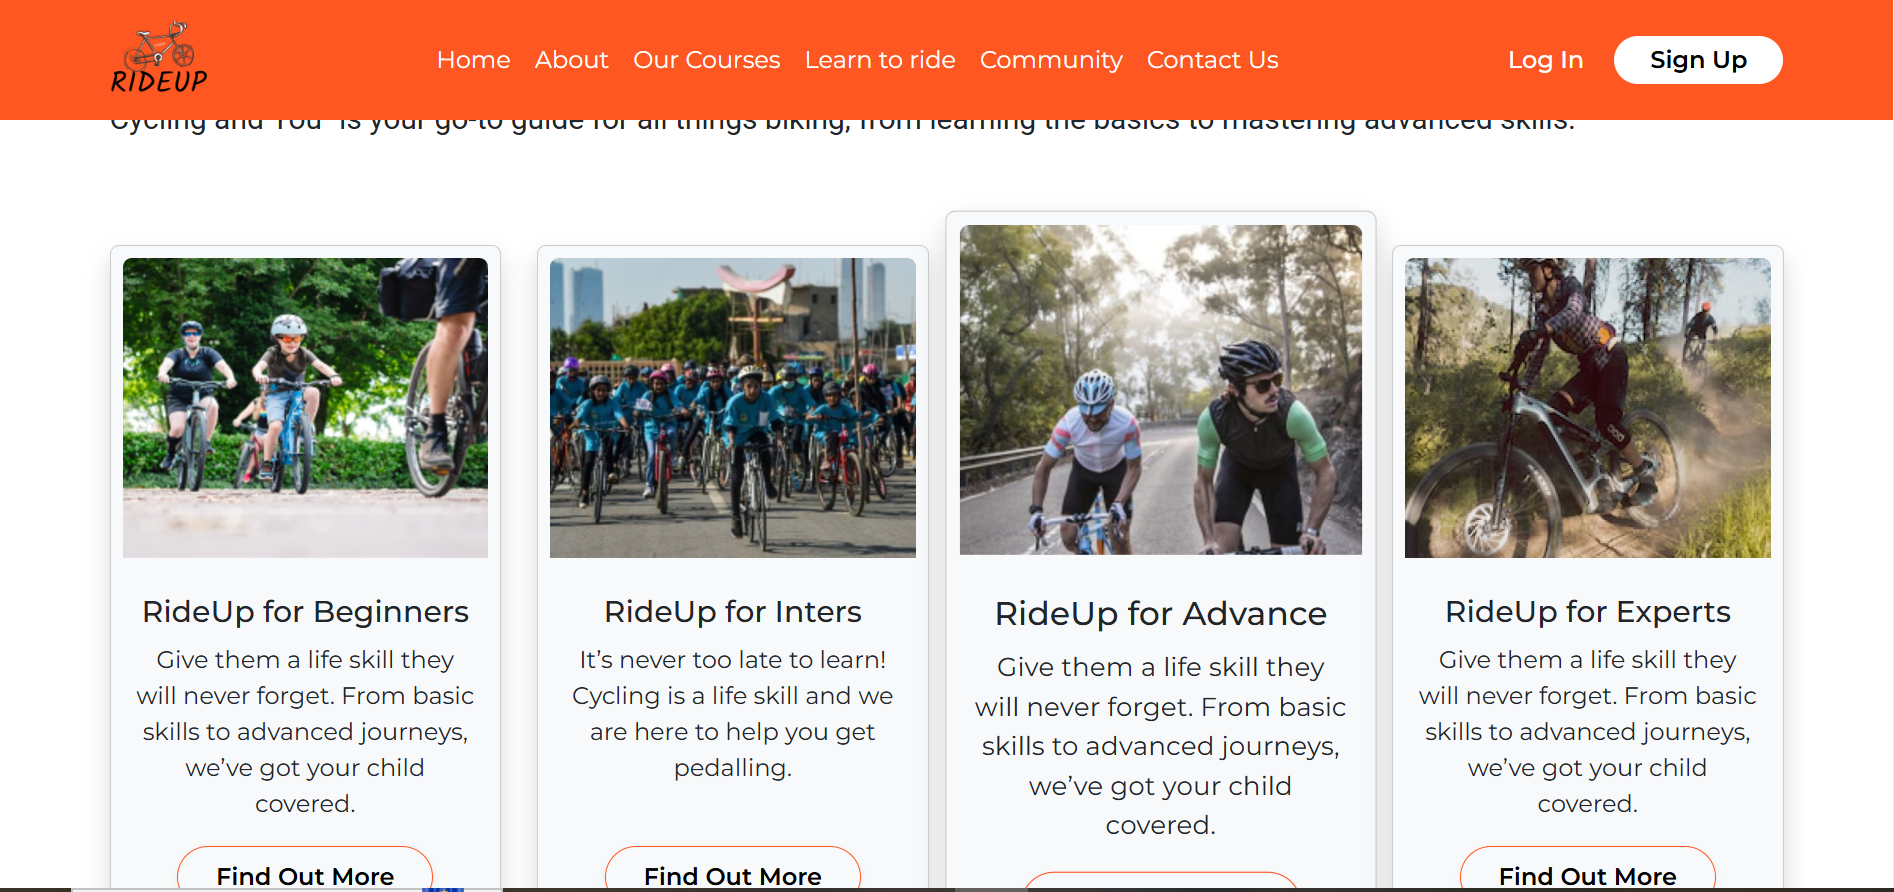 RIDEUP
Home About Our Courses Learn to ride Community Contact Us
Log In Sign Up
Cycling and You" is your go-to guide for all things biking, from learning the basics to mastering advanced skills.
RideUp for Beginners
Give them a life skill they
will never forget. From basic
skills to advanced journeys,
we’ve got your child
covered.
Find Out More
RideUp for Inters
It’s never too late to learn!
Cycling is a life skill and we
are here to help you get
pedalling.
Find Out More
RideUp for Advance
Give them a life skill they
will never forget. From basic
skills to advanced journeys,
we’ve got your child
covered.
RideUp for Experts
Give them a life skill they
will never forget. From basic
skills to advanced journeys,
we’ve got your child
covered.
Find Out More